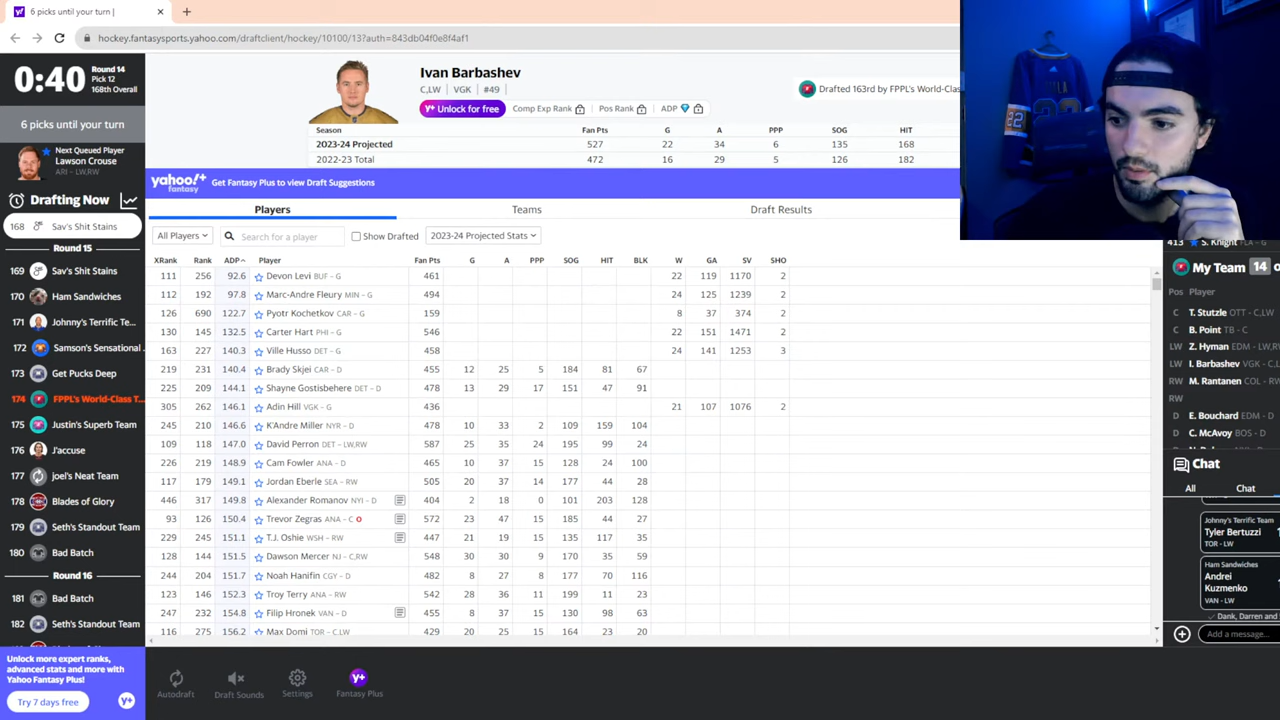 6 picks until your turn |
hockey.fantasysports.yahoo.com/draftclient/hockey/10100/13?auth=843db04f0e8f4af1
0:40
Round 14
Pick 12
168th Overall
6 picks until your turn
Next Queued Player
Lawson Crouse
ARI - LW,RW
Drafting Now
168 Sav's Shit Stains
Round 15
169 Sav's Shit Stains
170 Ham Sandwiches
171 Johnny's Terrific Te...
172 Samson's Sensational
173 Get Pucks Deep
174 FPPL's World-Class T...
175 Justin's Superb Team
176 J'accuse
177 joel's Neat Team
178 Blades of Glory
179 Seth's Standout Team
180 Bad Batch
Round 16
181 Bad Batch
182 Seth's Standout Team
Unlock more expert ranks, advanced stats and more with Yahoo Fantasy Plus!
Try 7 days free
y+
Ivan Barbashev
C,LW | VGK | #49 |
y+ Unlock for free Comp Exp Rank Pos Rank ADP
Drafted 163rd by FPPL's World-Clas
Season Fan Pts G A PPP SOG HIT
2023-24 Projected 527 22 34 6 135 168
2022-23 Total 472 16 29 5 126 182
yahoo!+ fantasy Get Fantasy Plus to view Draft Suggestions
Players Teams Draft Results
All Players Search for a player Show Drafted 2023-24 Projected Stats
XRank Rank ADP Player Fan Pts G A PPP SOG HIT BLK W GA SV SHO
111 256 92.6 Devon Levi BUF - G 461 22 119 1170 2
112 192 97.8 Marc-Andre Fleury MIN - G 494 24 125 1239 2
126 690 122.7 Pyotr Kochetkov CAR - G 159 8 37 374 2
130 145 132.5 Carter Hart PHI - G 546 22 151 1471 2
163 227 140.3 Ville Husso DET - G 458 24 141 1253 3
219 231 140.4 Brady Skjei CAR - D 455 12 25 5 184 81 67
225 209 144.1 Shayne Gostisbehere DET - D 478 13 29 17 151 47 91
305 262 146.1 Adin Hill VGK - G 436 21 107 1076 2
245 210 146.6 K'Andre Miller NYR - D 478 10 33 2 109 159 104
109 118 147.0 David Perron DET - LW,RW 587 25 35 24 195 99 24
226 219 148.9 Cam Fowler ANA - D 465 10 37 15 128 24 100
117 179 149.1 Jordan Eberle SEA - RW 505 20 37 14 177 44 28
446 317 149.8 Alexander Romanov NYI - D 404 2 18 0 101 203 128
93 126 150.4 Trevor Zegras ANA - C O 572 23 47 15 185 44 27
229 245 151.1 T.J. Oshie WSH - RW 447 21 19 15 135 117 35
128 144 151.5 Dawson Mercer NJ - C,RW 548 30 30 9 170 35 59
244 204 151.7 Noah Hanifin CGY - D 482 8 27 8 177 70 116
123 146 152.3 Troy Terry ANA - RW 542 28 36 11 199 11 23
247 232 154.8 Filip Hronek VAN - D 455 8 37 15 130 98 63
116 275 156.2 Max Domi TOR - C,LW 429 20 25 15 164 23 20
Autodraft Draft Sounds Settings Fantasy Plus
413 S. Knight FLA - G
My Team 14 o
Pos Player
C T. Stutzle OTT - C,LW
C B. Point TB - C
LW Z. Hyman EDM - LW,RW
LW I. Barbashev VGK - C
RW M. Rantanen COL - RW
RW
D E. Bouchard EDM - D
D C. McAvoy BOS - D
Chat
All Chat
Johnny's Terrific Team
Tyler Bertuzzi
TOR - LW
Ham Sandwiches
Andrei Kuzmenko
VAN - LW
Dank, Darren and
Add a message...